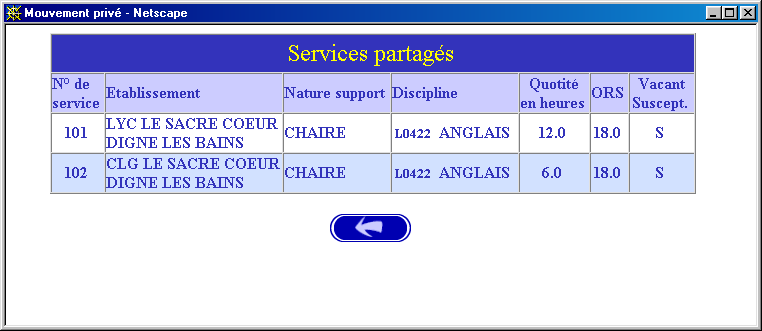 Mouvement privé - Netscape
Services partagés
N° de service Etablissement Nature support Discipline Quotité en heures ORS Vacant Suscept.
101 LYC LE SACRE COEUR DIGNE LES BAINS CHAIRE L0422 ANGLAIS 12.0 18.0 S
102 CLG LE SACRE COEUR DIGNE LES BAINS CHAIRE L0422 ANGLAIS 6.0 18.0 S